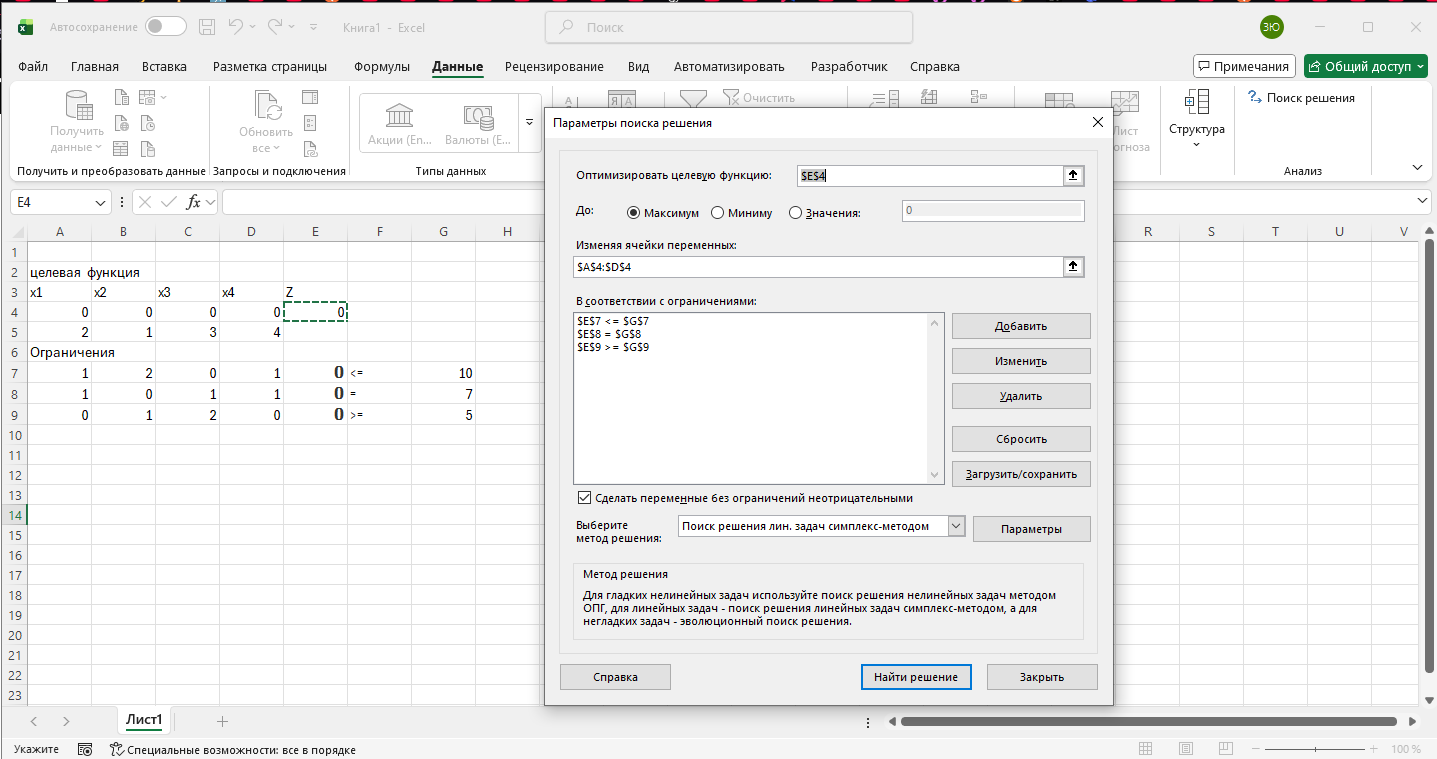 Автосохранение
Книга1 - Excel
Поиск
ЗЮ
Файл Главная Вставка Разметка страницы Формулы Данные Рецензирование Вид Автоматизировать Разработчик Справка
Примечания
Общий доступ
Получить данные
Обновить все
Акции (En...
Валюты (Е...
Очистить
Лист
огноза
Структура
Поиск решения
Получить и преобразовать данные
Запросы и подключения
Типы данных
Анализ
E4
fx
A B C D E F G H R S T U V
1
2 целевая функция
3 x1 x2 x3 x4 Z
4 0 0 0 0 0
5 2 1 3 4
6 Ограничения
7 1 2 0 1 0 <= 10
8 1 0 1 1 0 = 7
9 0 1 2 0 0 >= 5
10
11
12
13
14
15
16
17
18
19
20
21
22
23
Параметры поиска решения
Оптимизировать целевую функцию: $E$4
До: Максимум Миниму Значения: 0
Изменяя ячейки переменных:
$A$4:$D$4
В соответствии с ограничениями:
$E$7 <= $G$7
$E$8 = $G$8
$E$9 >= $G$9
Добавить
Изменить
Удалить
Сбросить
Загрузить/сохранить
Сделать переменные без ограничений неотрицательными
Выберите
метод решения:
Поиск решения лин. задач симплекс-методом
Параметры
Метод решения
Для гладких нелинейных задач используйте поиск решения нелинейных задач методом
ОПГ, для линейных задач - поиск решения линейных задач симплекс-методом, а для
негладких задач - эволюционный поиск решения.
Справка
Найти решение
Закрыть
Лист1
Укажите
Специальные возможности: все в порядке
100 %